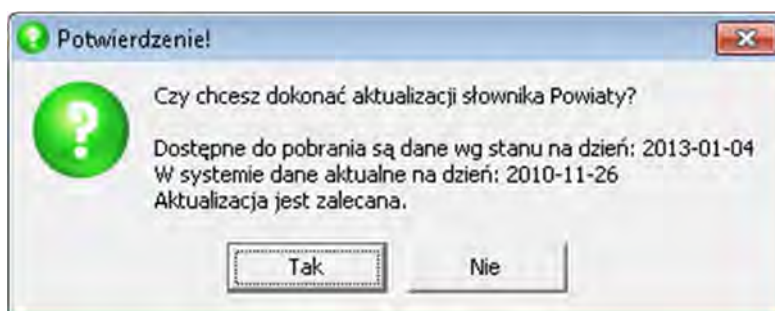 Potwierdzenie!
Czy chcesz dokonać aktualizacji słownika Powiaty?
Dostępne do pobrania są dane wg stanu na dzień: 2013-01-04
W systemie dane aktualne na dzień: 2010-11-26
Aktualizacja jest zalecana.
Tak Nie